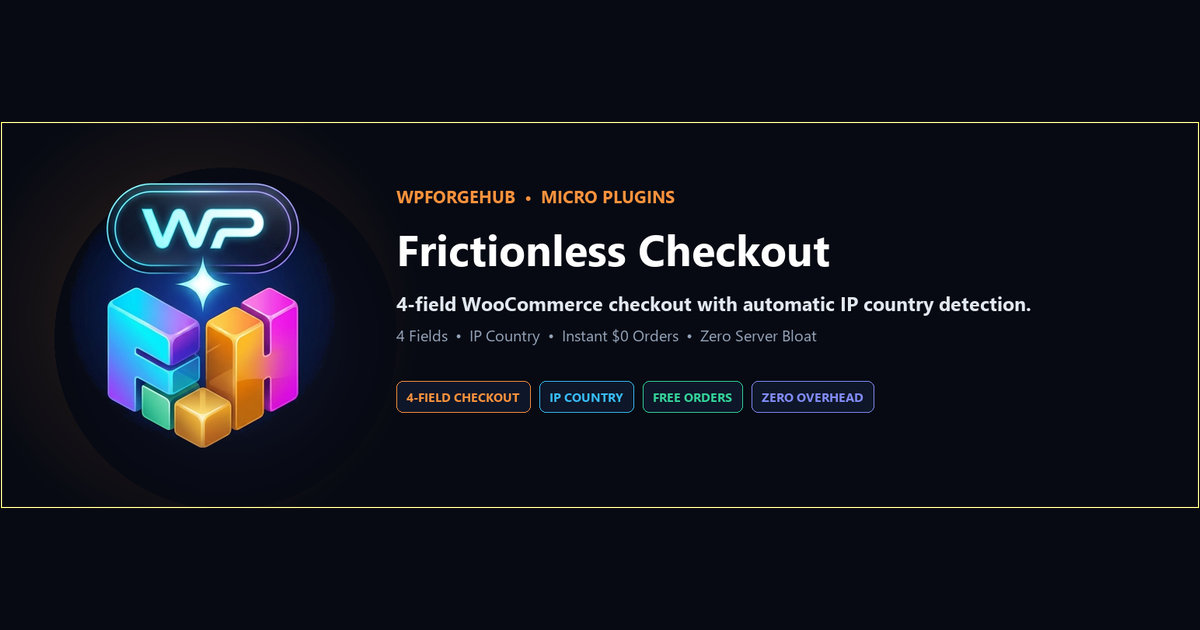 WP
FH
WPFORGEHUB • MICRO PLUGINS
Frictionless Checkout
4-field WooCommerce checkout with automatic IP country detection.
4 Fields • IP Country • Instant $0 Orders • Zero Server Bloat
4-FIELD CHECKOUT
IP COUNTRY
FREE ORDERS
ZERO OVERHEAD